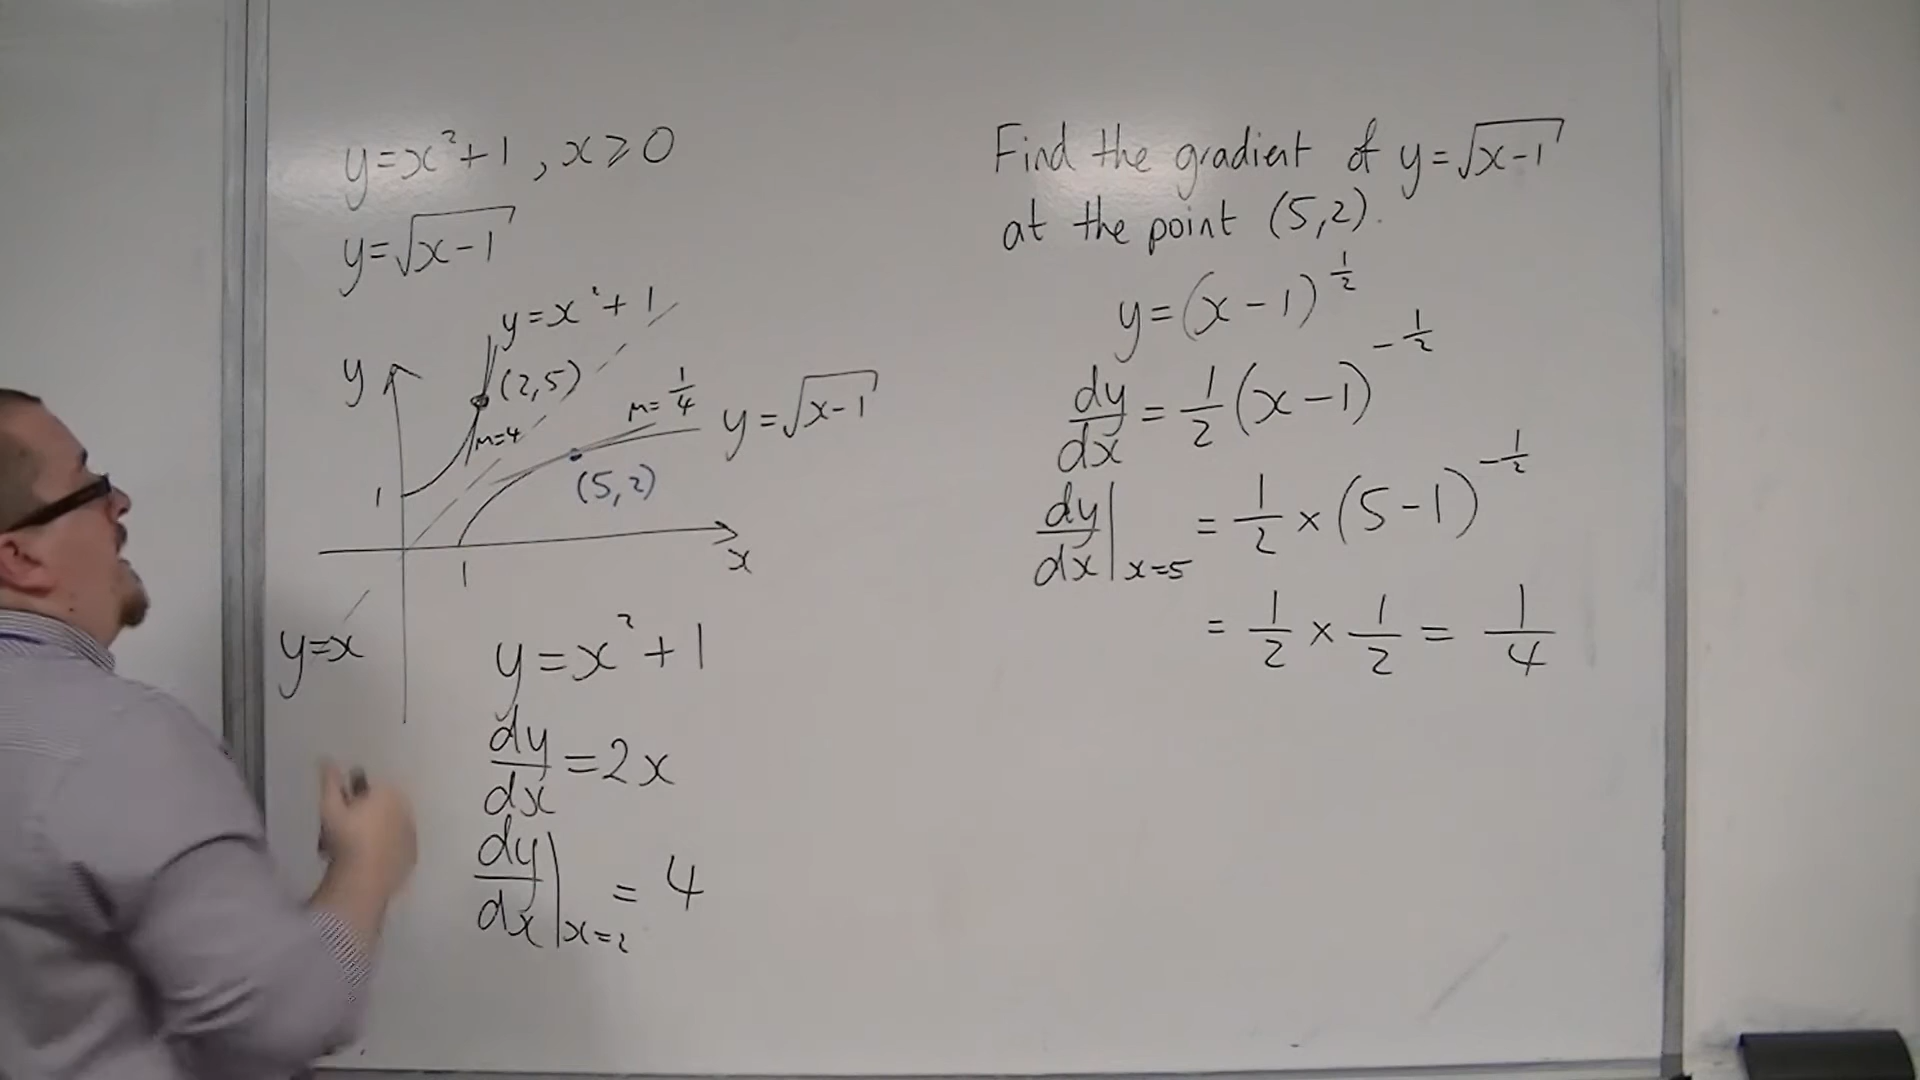 y=x²+1, x≥0
y=√(x-1)
y=x²+1
y
(2,5)
m=4
m=1/4
y=√(x-1)
(5,2)
1
1
x
y=x
y=x²+1
dy/dx=2x
dy/dx|x=2 = 4
Find the gradient of y=√(x-1)
at the point (5,2).
y=(x-1)^(1/2)
dy/dx = 1/2(x-1)^(-1/2)
dy/dx|x=5 = 1/2×(5-1)^(-1/2)
= 1/2 × 1/2 = 1/4